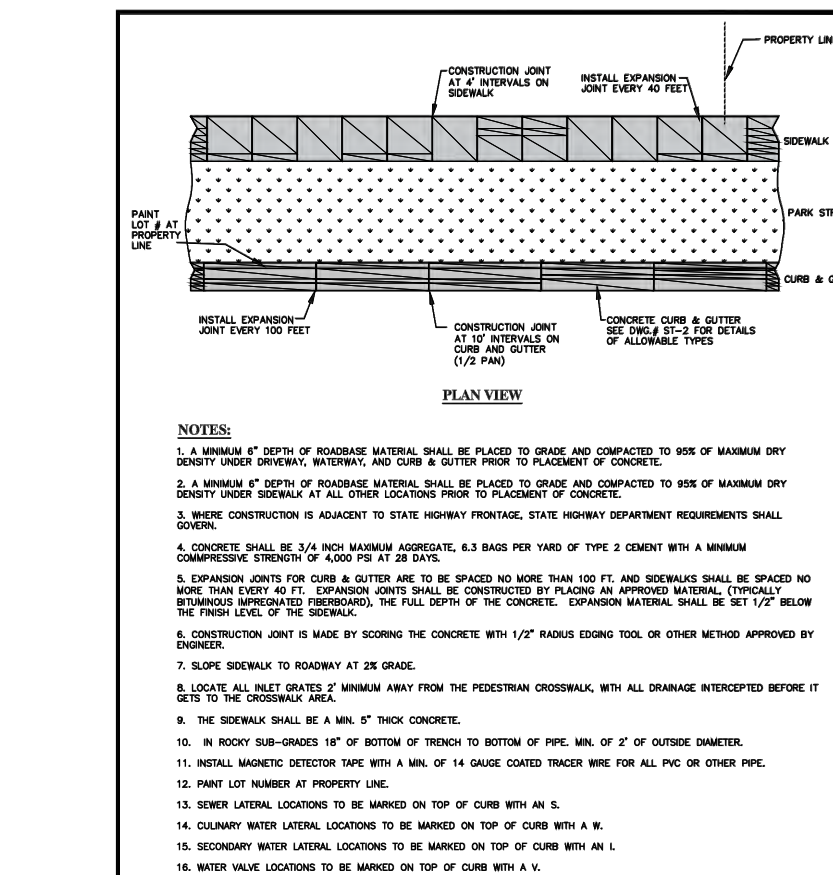 PROPERTY LIN
CONSTRUCTION JOINT
AT 4' INTERVALS ON
SIDEWALK
INSTALL EXPANSION
JOINT EVERY 40 FEET
SIDEWALK
PAINT
LOT # AT
PROPERTY
LINE
PARK STR
CURB & G
INSTALL EXPANSION
JOINT EVERY 100 FEET
CONSTRUCTION JOINT
AT 10' INTERVALS ON
CURB AND GUTTER
(1/2 PAN)
CONCRETE CURB & GUTTER
SEE DWG.# ST-2 FOR DETAILS
OF ALLOWABLE TYPES
PLAN VIEW
NOTES:
1. A MINIMUM 6" DEPTH OF ROADBASE MATERIAL SHALL BE PLACED TO GRADE AND COMPACTED TO 95% OF MAXIMUM DRY
DENSITY UNDER DRIVEWAY, WATERWAY, AND CURB & GUTTER PRIOR TO PLACEMENT OF CONCRETE.
2. A MINIMUM 6" DEPTH OF ROADBASE MATERIAL SHALL BE PLACED TO GRADE AND COMPACTED TO 95% OF MAXIMUM DRY
DENSITY UNDER SIDEWALK AT ALL OTHER LOCATIONS PRIOR TO PLACEMENT OF CONCRETE.
3. WHERE CONSTRUCTION IS ADJACENT TO STATE HIGHWAY FRONTAGE, STATE HIGHWAY DEPARTMENT REQUIREMENTS SHALL
GOVERN.
4. CONCRETE SHALL BE 3/4 INCH MAXIMUM AGGREGATE, 6.3 BAGS PER YARD OF TYPE 2 CEMENT WITH A MINIMUM
COMMPRESSIVE STRENGTH OF 4,000 PSI AT 28 DAYS.
5. EXPANSION JOINTS FOR CURB & GUTTER ARE TO BE SPACED NO MORE THAN 100 FT. AND SIDEWALKS SHALL BE SPACED NO
MORE THAN EVERY 40 FT. EXPANSION JOINTS SHALL BE CONSTRUCTED BY PLACING AN APPROVED MATERIAL, (TYPICALLY
BITUMINOUS IMPREGNATED FIBERBOARD), THE FULL DEPTH OF THE CONCRETE. EXPANSION MATERIAL SHALL BE SET 1/2" BELOW
THE FINISH LEVEL OF THE SIDEWALK.
6. CONSTRUCTION JOINT IS MADE BY SCORING THE CONCRETE WITH 1/2" RADIUS EDGING TOOL OR OTHER METHOD APPROVED BY
ENGINEER.
7. SLOPE SIDEWALK TO ROADWAY AT 2% GRADE.
8. LOCATE ALL INLET GRATES 2' MINIMUM AWAY FROM THE PEDESTRIAN CROSSWALK, WITH ALL DRAINAGE INTERCEPTED BEFORE IT
GETS TO THE CROSSWALK AREA.
9. THE SIDEWALK SHALL BE A MIN. 5" THICK CONCRETE.
10. IN ROCKY SUB-GRADES 18" OF BOTTOM OF TRENCH TO BOTTOM OF PIPE. MIN. OF 2' OF OUTSIDE DIAMETER.
11. INSTALL MAGNETIC DETECTOR TAPE WITH A MIN. OF 14 GAUGE COATED TRACER WIRE FOR ALL PVC OR OTHER PIPE.
12. PAINT LOT NUMBER AT PROPERTY LINE.
13. SEWER LATERAL LOCATIONS TO BE MARKED ON TOP OF CURB WITH AN S.
14. CULINARY WATER LATERAL LOCATIONS TO BE MARKED ON TOP OF CURB WITH A W.
15. SECONDARY WATER LATERAL LOCATIONS TO BE MARKED ON TOP OF CURB WITH AN I.
16. WATER VALVE LOCATIONS TO BE MARKED ON TOP OF CURB WITH A V.